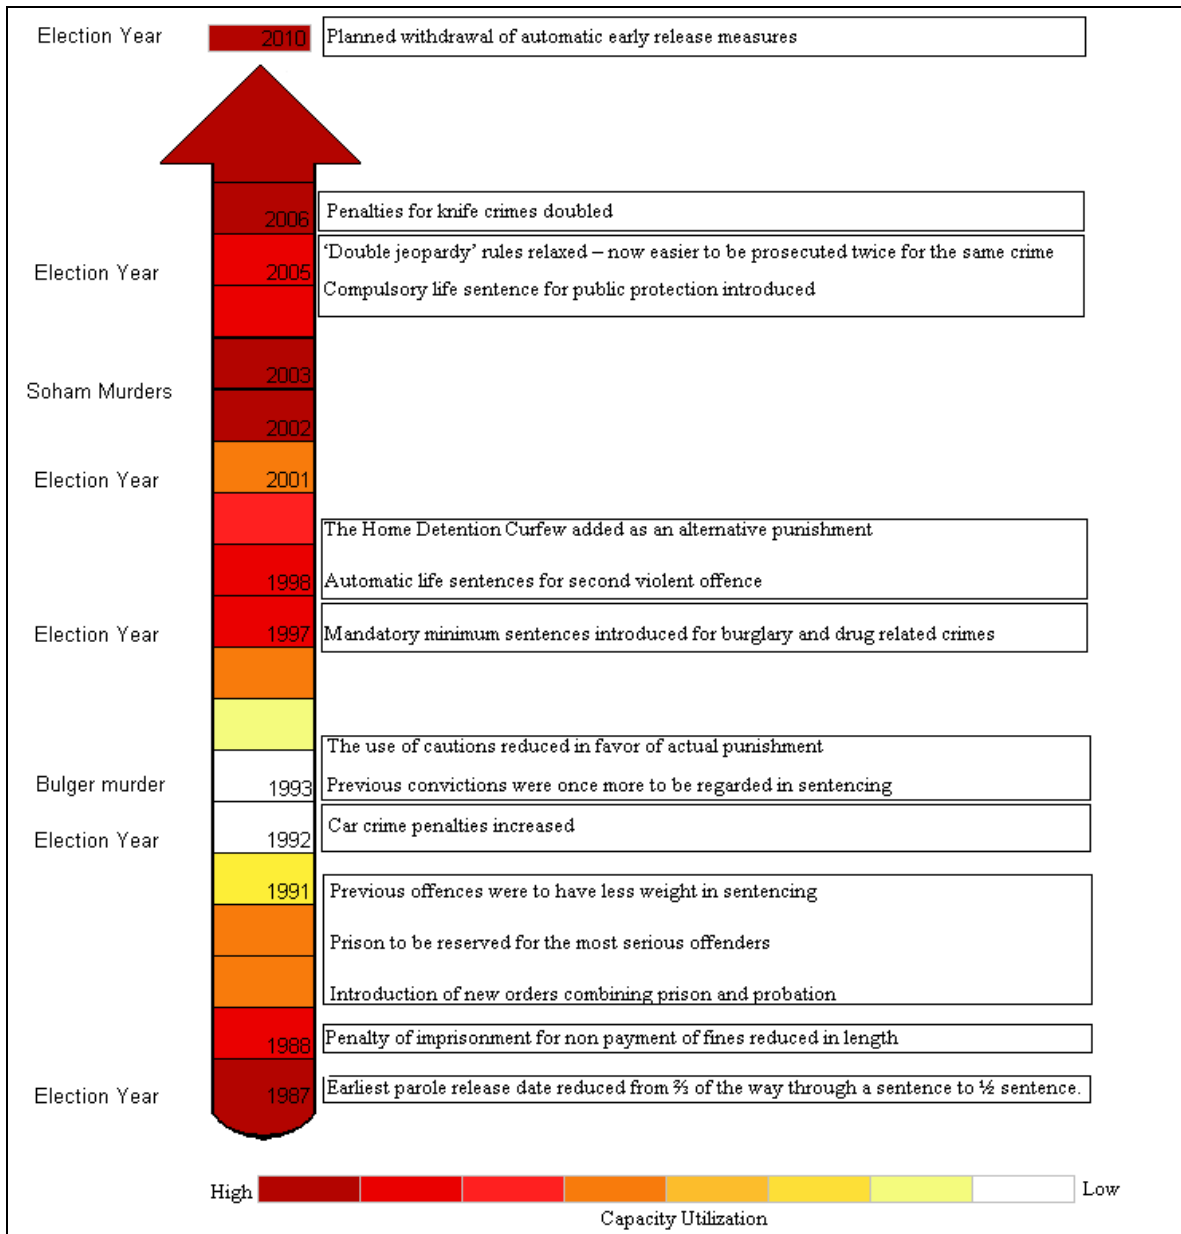 Election Year 2010 Planned withdrawal of automatic early release measures
2006 Penalties for knife crimes doubled
‘Double jeopardy’ rules relaxed – now easier to be prosecuted twice for the same crime
Election Year 2005
Compulsory life sentence for public protection introduced
2003
Soham Murders
2002
Election Year 2001
The Home Detention Curfew added as an alternative punishment
1998 Automatic life sentences for second violent offence
Election Year 1997 Mandatory minimum sentences introduced for burglary and drug related crimes
The use of cautions reduced in favor of actual punishment
Bulger murder 1993 Previous convictions were once more to be regarded in sentencing
Car crime penalties increased
Election Year 1992
1991 Previous offences were to have less weight in sentencing
Prison to be reserved for the most serious offenders
Introduction of new orders combining prison and probation
1988 Penalty of imprisonment for non payment of fines reduced in length
Election Year 1987 Earliest parole release date reduced from ⅔ of the way through a sentence to ½ sentence.
High Low
Capacity Utilization